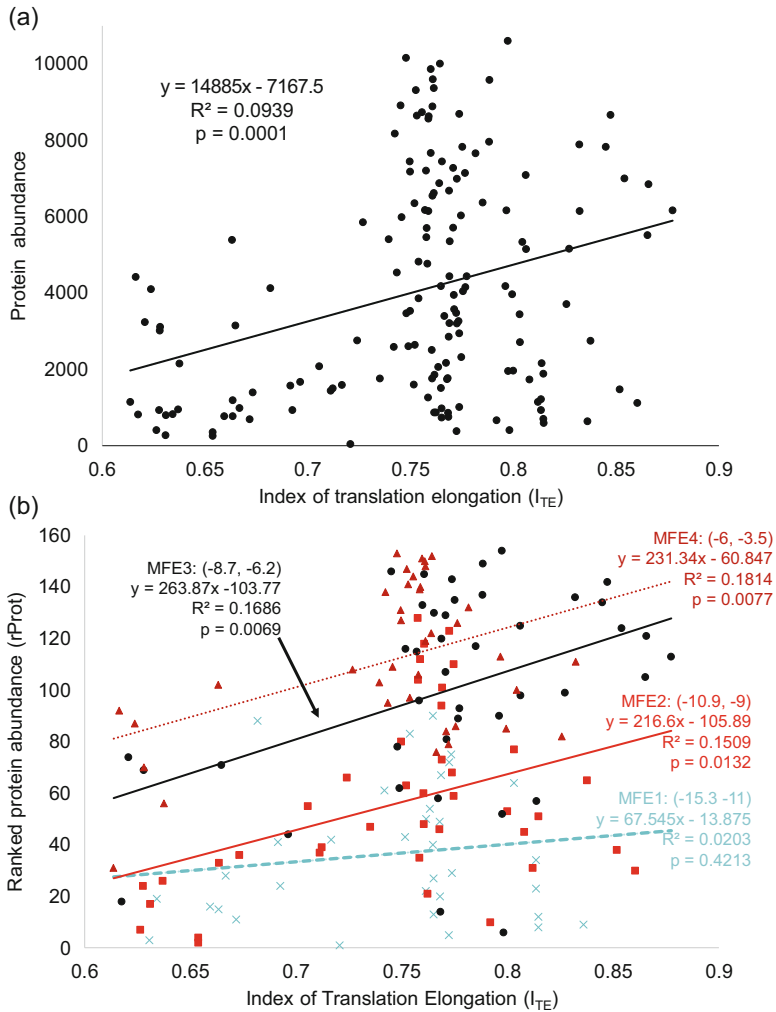 (a)
y = 14885x - 7167.5
R² = 0.0939
p = 0.0001
Protein abundance
10000
8000
6000
4000
2000
0
0.6 0.65 0.7 0.75 0.8 0.85 0.9
Index of translation elongation (I_TE)
(b)
MFE3: (-8.7, -6.2)
y = 263.87x -103.77
R² = 0.1686
p = 0.0069
MFE4: (-6, -3.5)
y = 231.34x - 60.847
R² = 0.1814
p = 0.0077
MFE2: (-10.9, -9)
y = 216.6x - 105.89
R² = 0.1509
p = 0.0132
MFE1: (-15.3 -11)
y = 67.545x - 13.875
R² = 0.0203
p = 0.4213
Ranked protein abundance (rProt)
160
140
120
100
80
60
40
20
0
0.6 0.65 0.7 0.75 0.8 0.85 0.9
Index of Translation Elongation (I_TE)